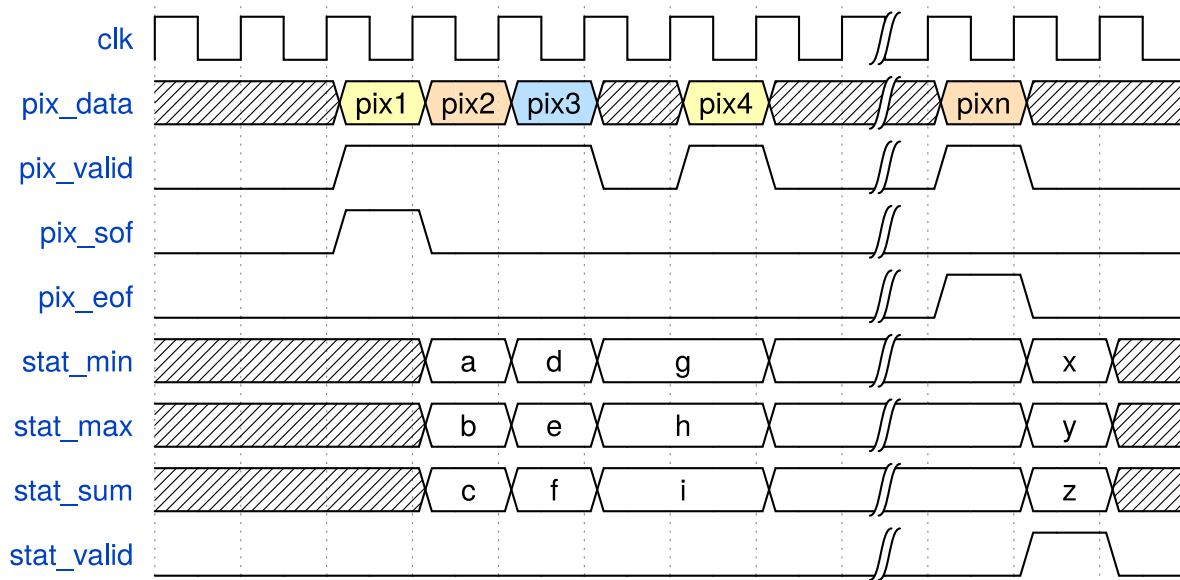 clk
pix_data pix1 pix2 pix3 pix4 pixn
pix_valid
pix_sof
pix_eof
stat_min a d g x
stat_max b e h y
stat_sum c f i z
stat_valid